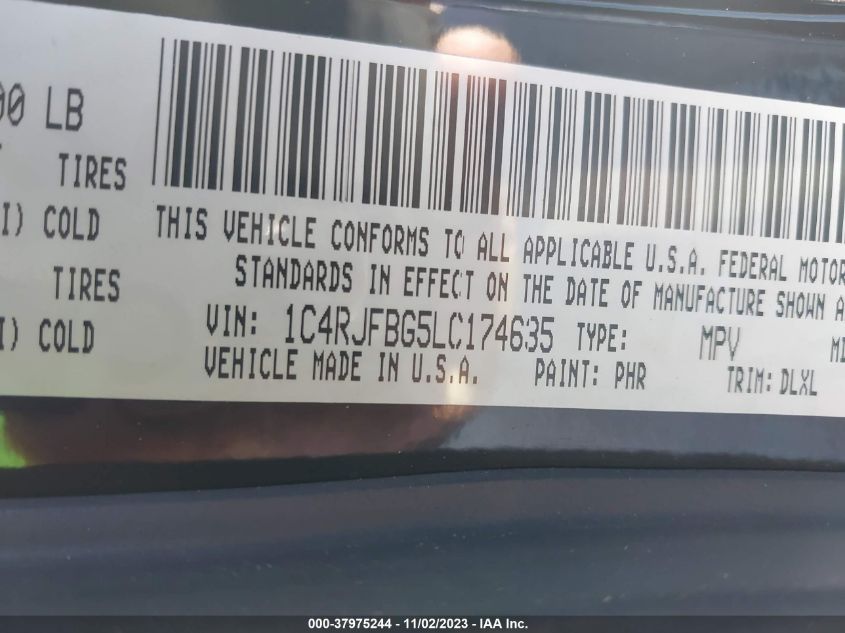 00 LB
TIRES
I) COLD
TIRES
I) COLD
THIS VEHICLE CONFORMS TO ALL APPLICABLE U.S.A. FEDERAL MOTOR
STANDARDS IN EFFECT ON THE DATE OF MANUFACTURE SHOWN A
VIN: 1C4RJFBG5LC174635 TYPE: MPV
VEHICLE MADE IN U.S.A. PAINT: PHR TRIM: DLXL
000-37975244 - 11/02/2023 - IAA Inc.